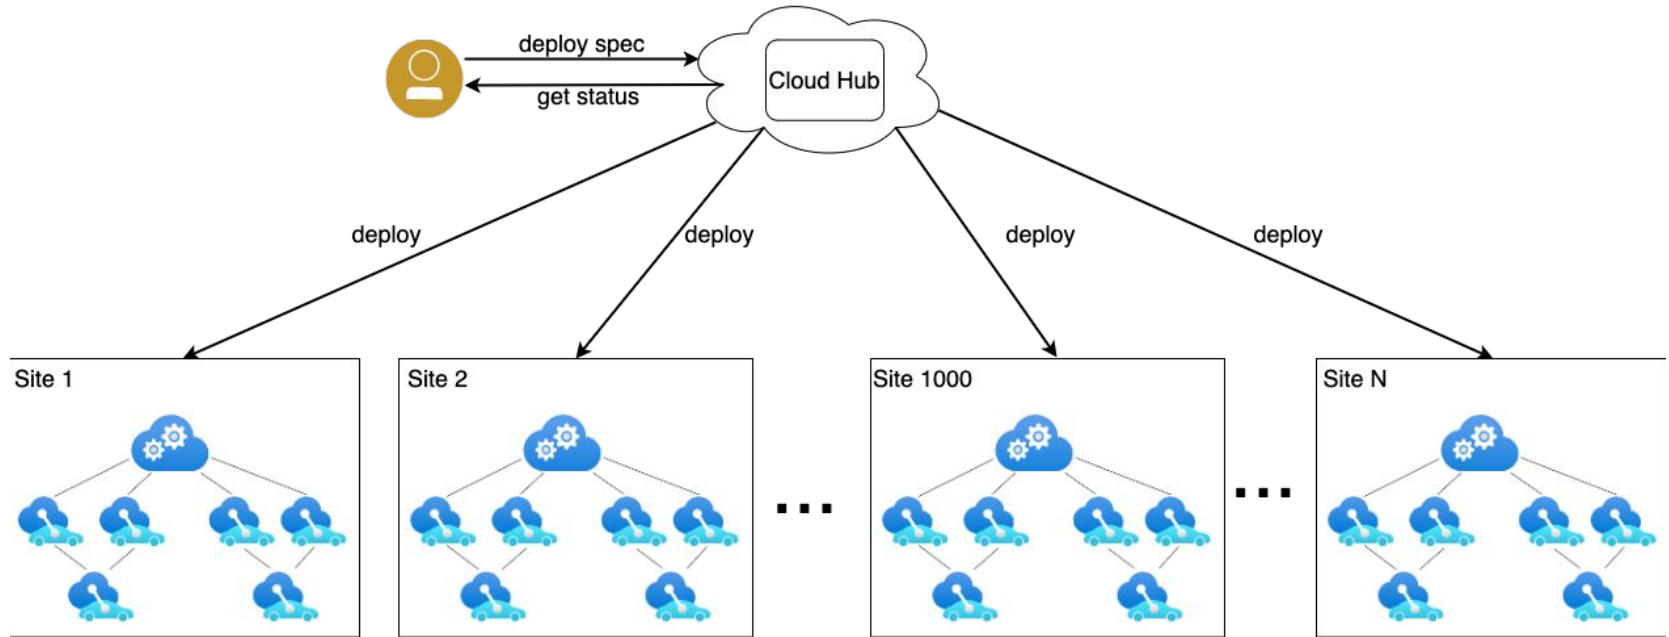 deploy spec
Cloud Hub
get status
deploy
deploy
deploy
deploy
Site 1
Site 2
Site 1000
Site N
...
...